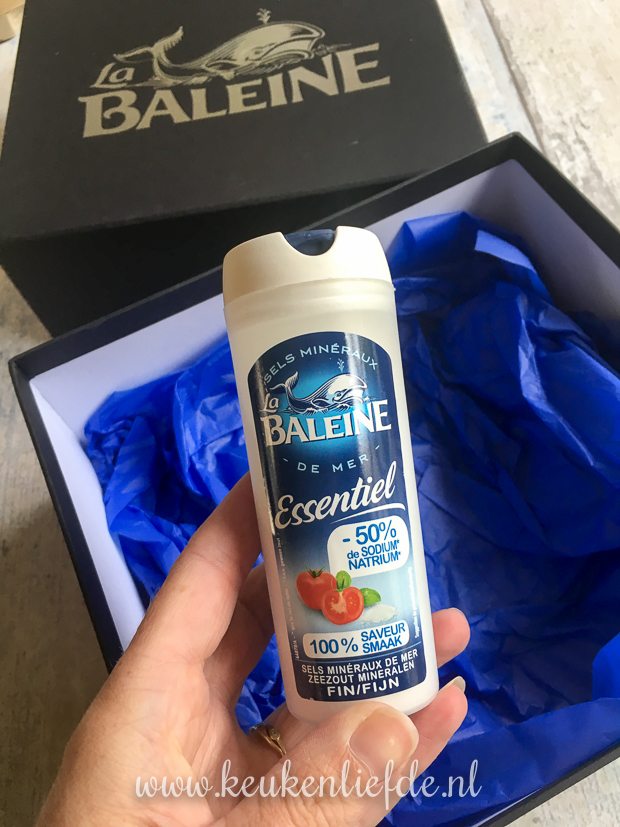 La
BALEINE
SELS MINÉRAUX
La
BALEINE
- DE MER -
Essentiel
- 50%
de SODIUM*
NATRIUM*
100% SAVEUR
SMAAK
SELS MINÉRAUX DE MER
ZEEZOUT MINERALEN
FIN/FIJN
www.keukenliefde.nl